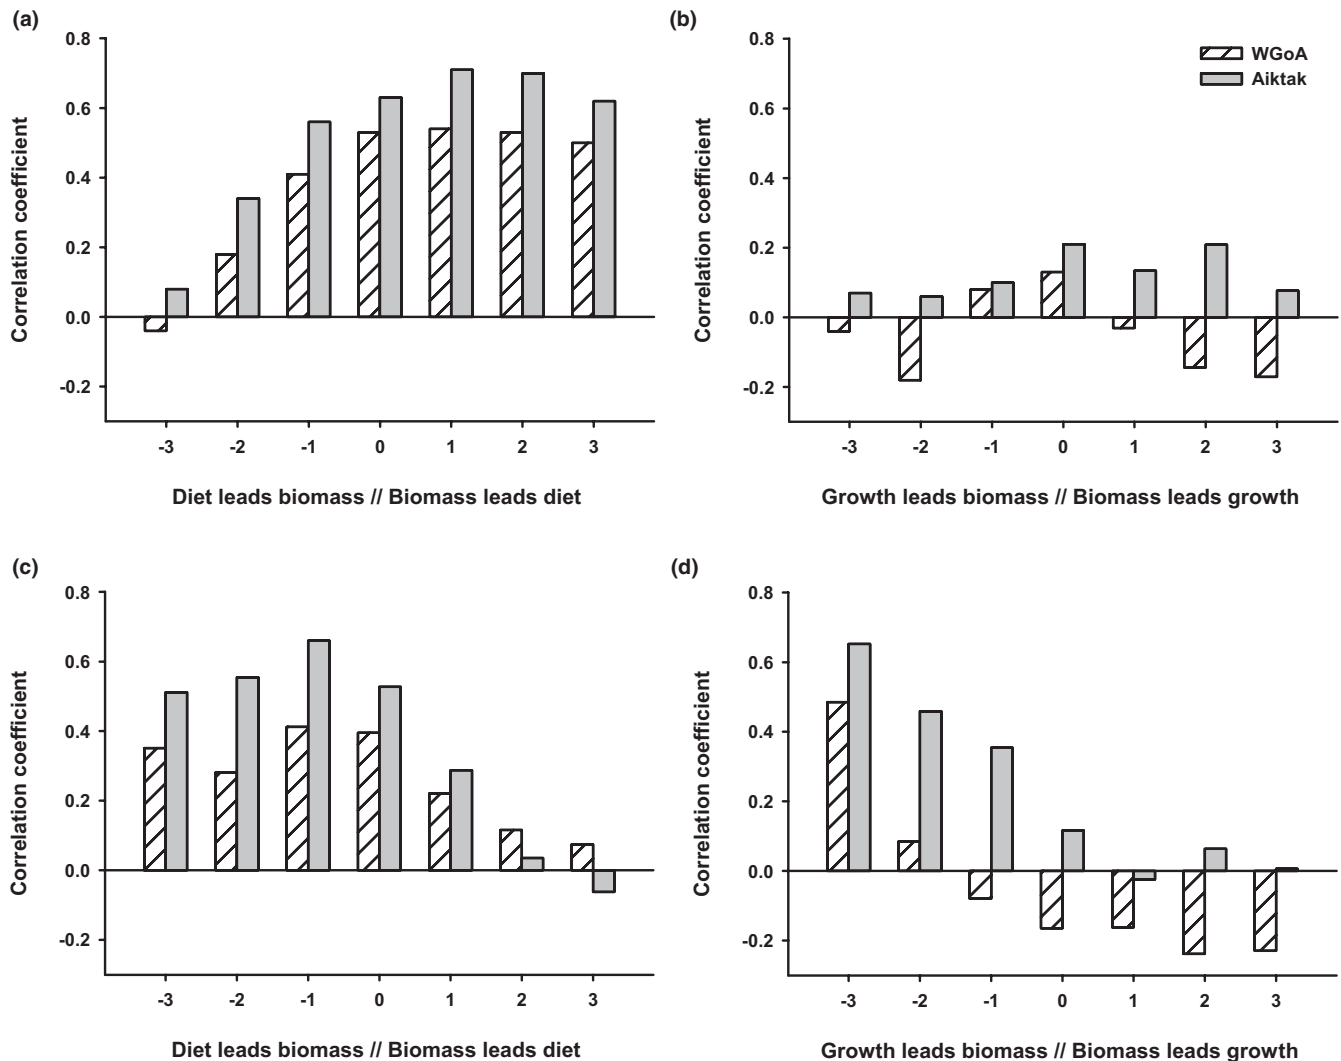 (a)
0.8
0.6
0.4
0.2
0.0
-0.2
Correlation coefficient
-3 -2 -1 0 1 2 3
Diet leads biomass // Biomass leads diet
(b)
0.8
0.6
0.4
0.2
0.0
-0.2
Correlation coefficient
WGoA
Aiktak
-3 -2 -1 0 1 2 3
Growth leads biomass // Biomass leads growth
(c)
0.8
0.6
0.4
0.2
0.0
-0.2
Correlation coefficient
-3 -2 -1 0 1 2 3
Diet leads biomass // Biomass leads diet
(d)
0.8
0.6
0.4
0.2
0.0
-0.2
Correlation coefficient
-3 -2 -1 0 1 2 3
Growth leads biomass // Biomass leads growth